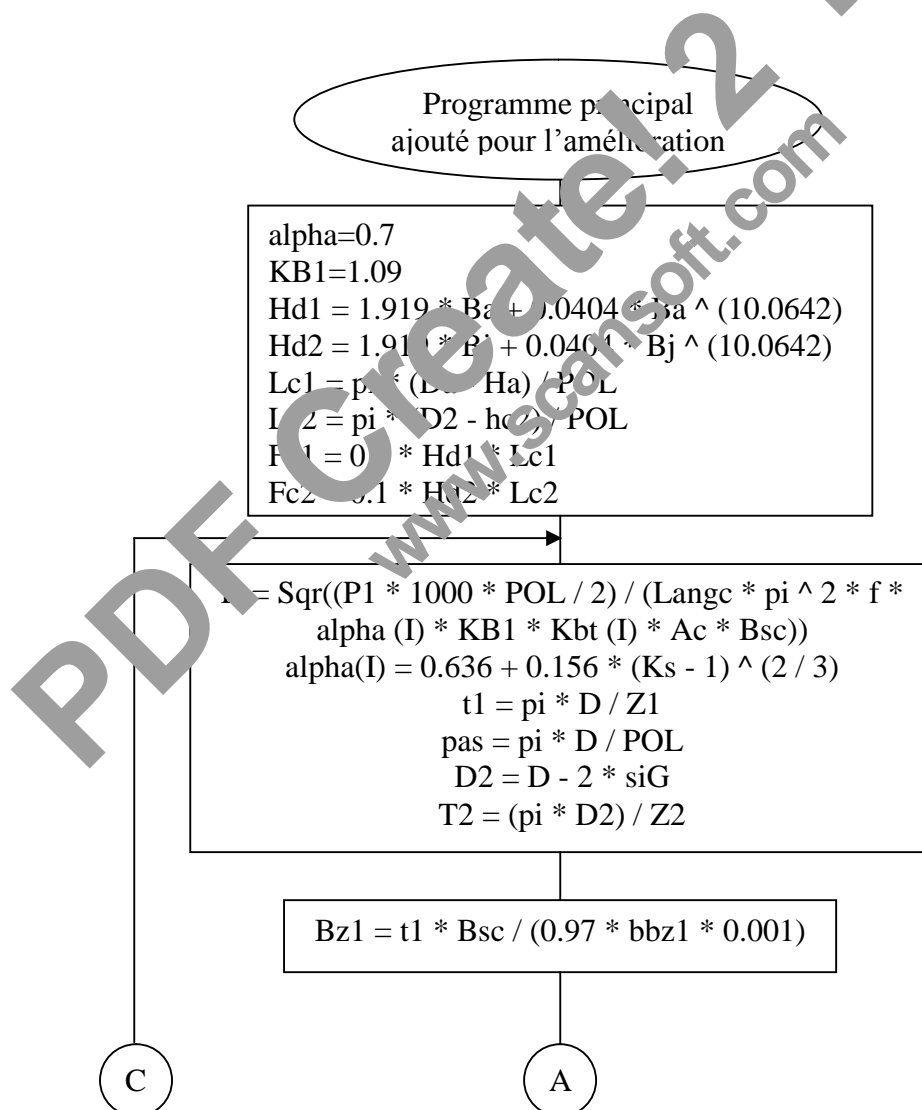 Programme principal
ajouté pour l'amélioration
alpha=0.7
KB1=1.09
Hd1 = 1.919 * Ba + 0.0404 * Ba ^ (10.0642)
Hd2 = 1.919 * Bj + 0.0404 * Bj ^ (10.0642)
Lc1 = pi * (Da - Ha) / POL
Lc2 = pi * (D2 - hc2) / POL
Fc1 = 0.1 * Hd1 * Lc1
Fc2 = 0.1 * Hd2 * Lc2
= Sqr((P1 * 1000 * POL / 2) / (Langc * pi ^ 2 * f *
alpha (I) * KB1 * Kbt (I) * Ac * Bsc))
alpha(I) = 0.636 + 0.156 * (Ks - 1) ^ (2 / 3)
t1 = pi * D / Z1
pas = pi * D / POL
D2 = D - 2 * siG
T2 = (pi * D2) / Z2
Bz1 = t1 * Bsc / (0.97 * bbz1 * 0.001)
C
A
PDF Create! 2
www.scansoft.com